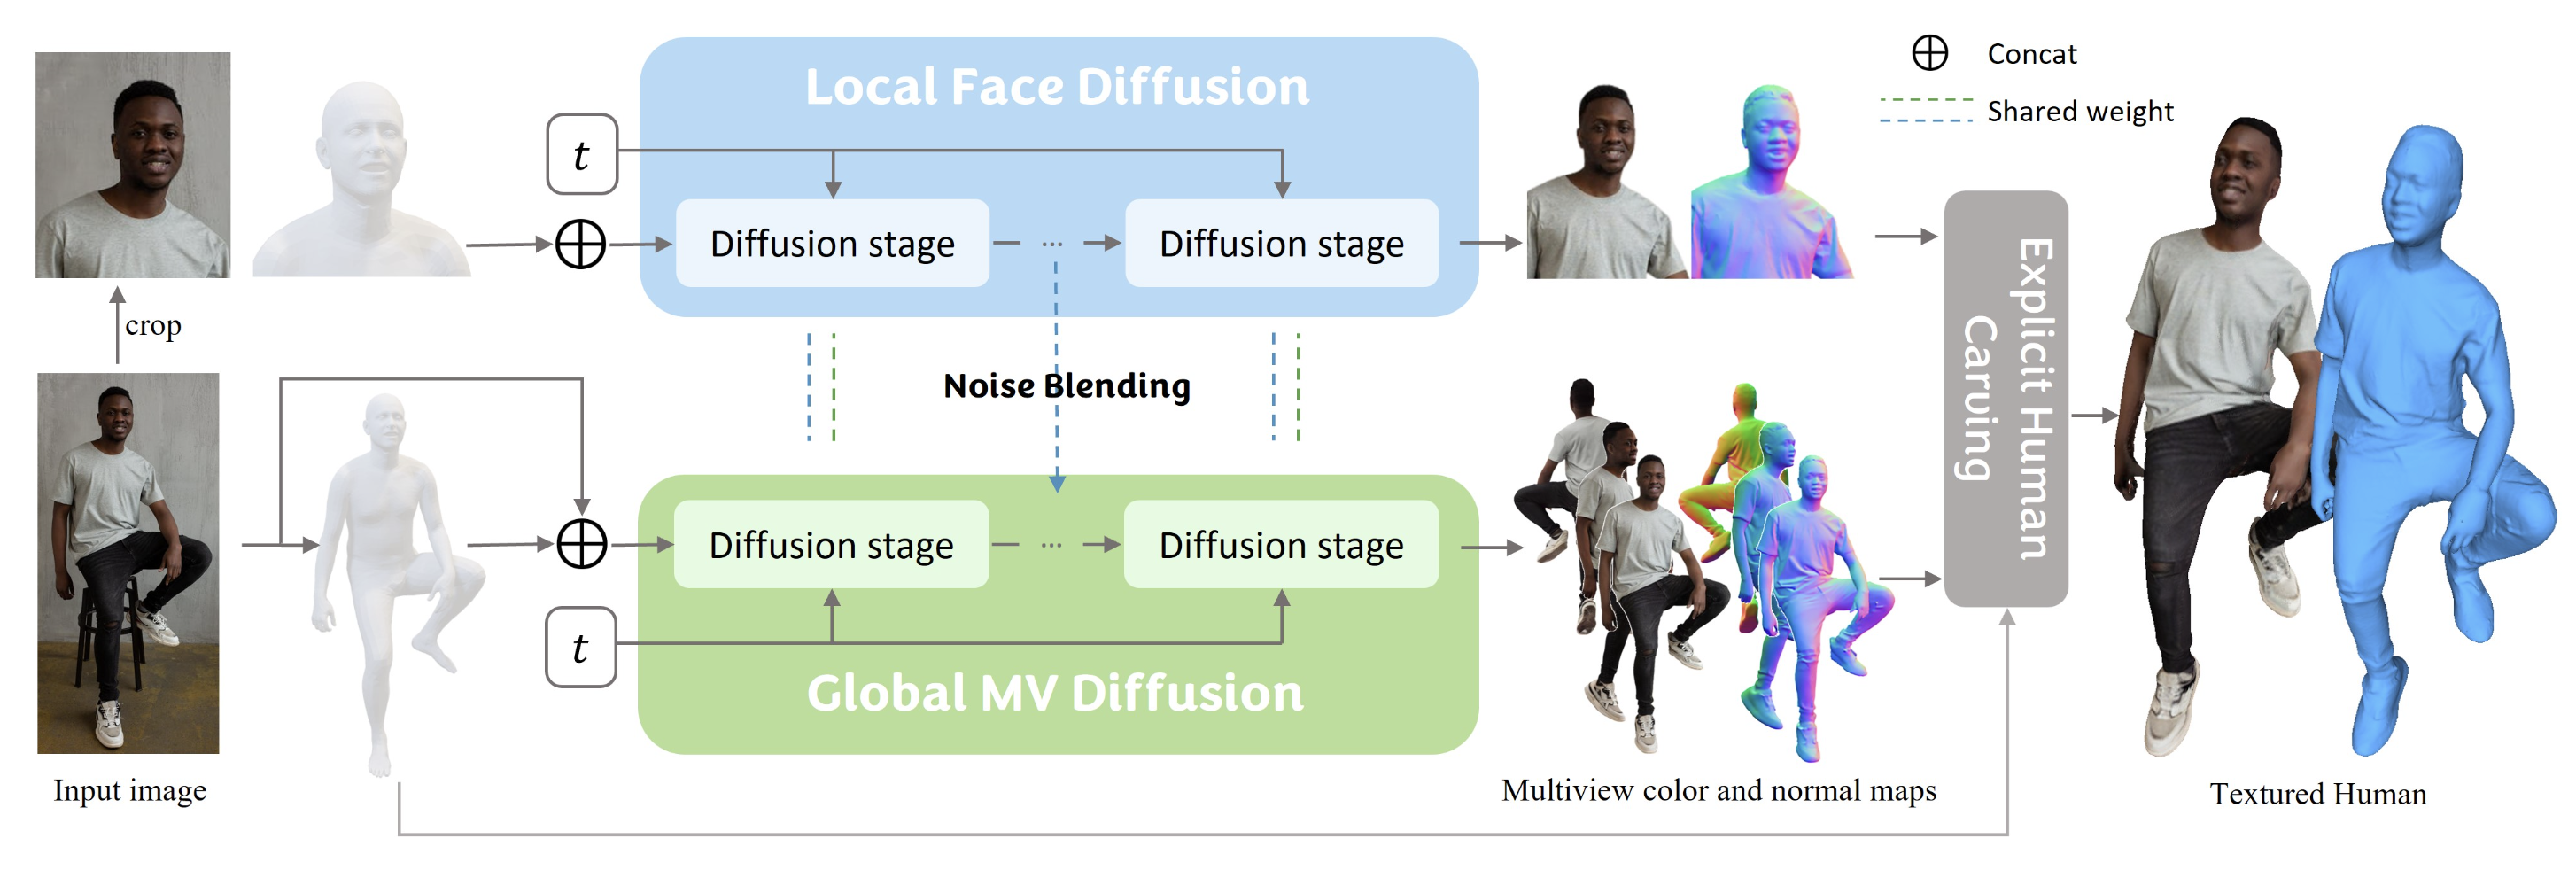 Local Face Diffusion
Concat
Shared weight
t
Diffusion stage
...
Diffusion stage
crop
Noise Blending
Explicit Human
Carving
Diffusion stage
...
Diffusion stage
t
Global MV Diffusion
Input image
Multiview color and normal maps
Textured Human